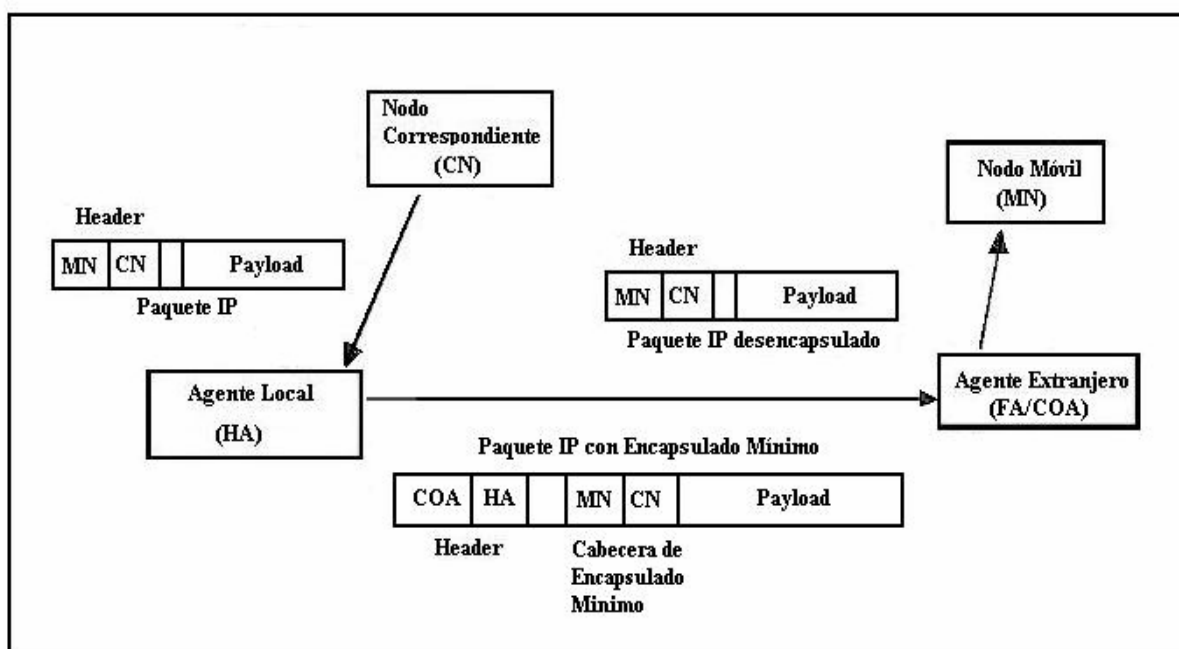 Nodo
Correspondiente
(CN)
Nodo Móvil
(MN)
Header
MN CN Payload
Paquete IP
Header
MN CN Payload
Paquete IP desencapsulado
Agente Local
(HA)
Agente Extranjero
(FA/COA)
Paquete IP con Encapsulado Mínimo
COA HA MN CN Payload
Header
Cabecera de
Encapsulado
Minimo